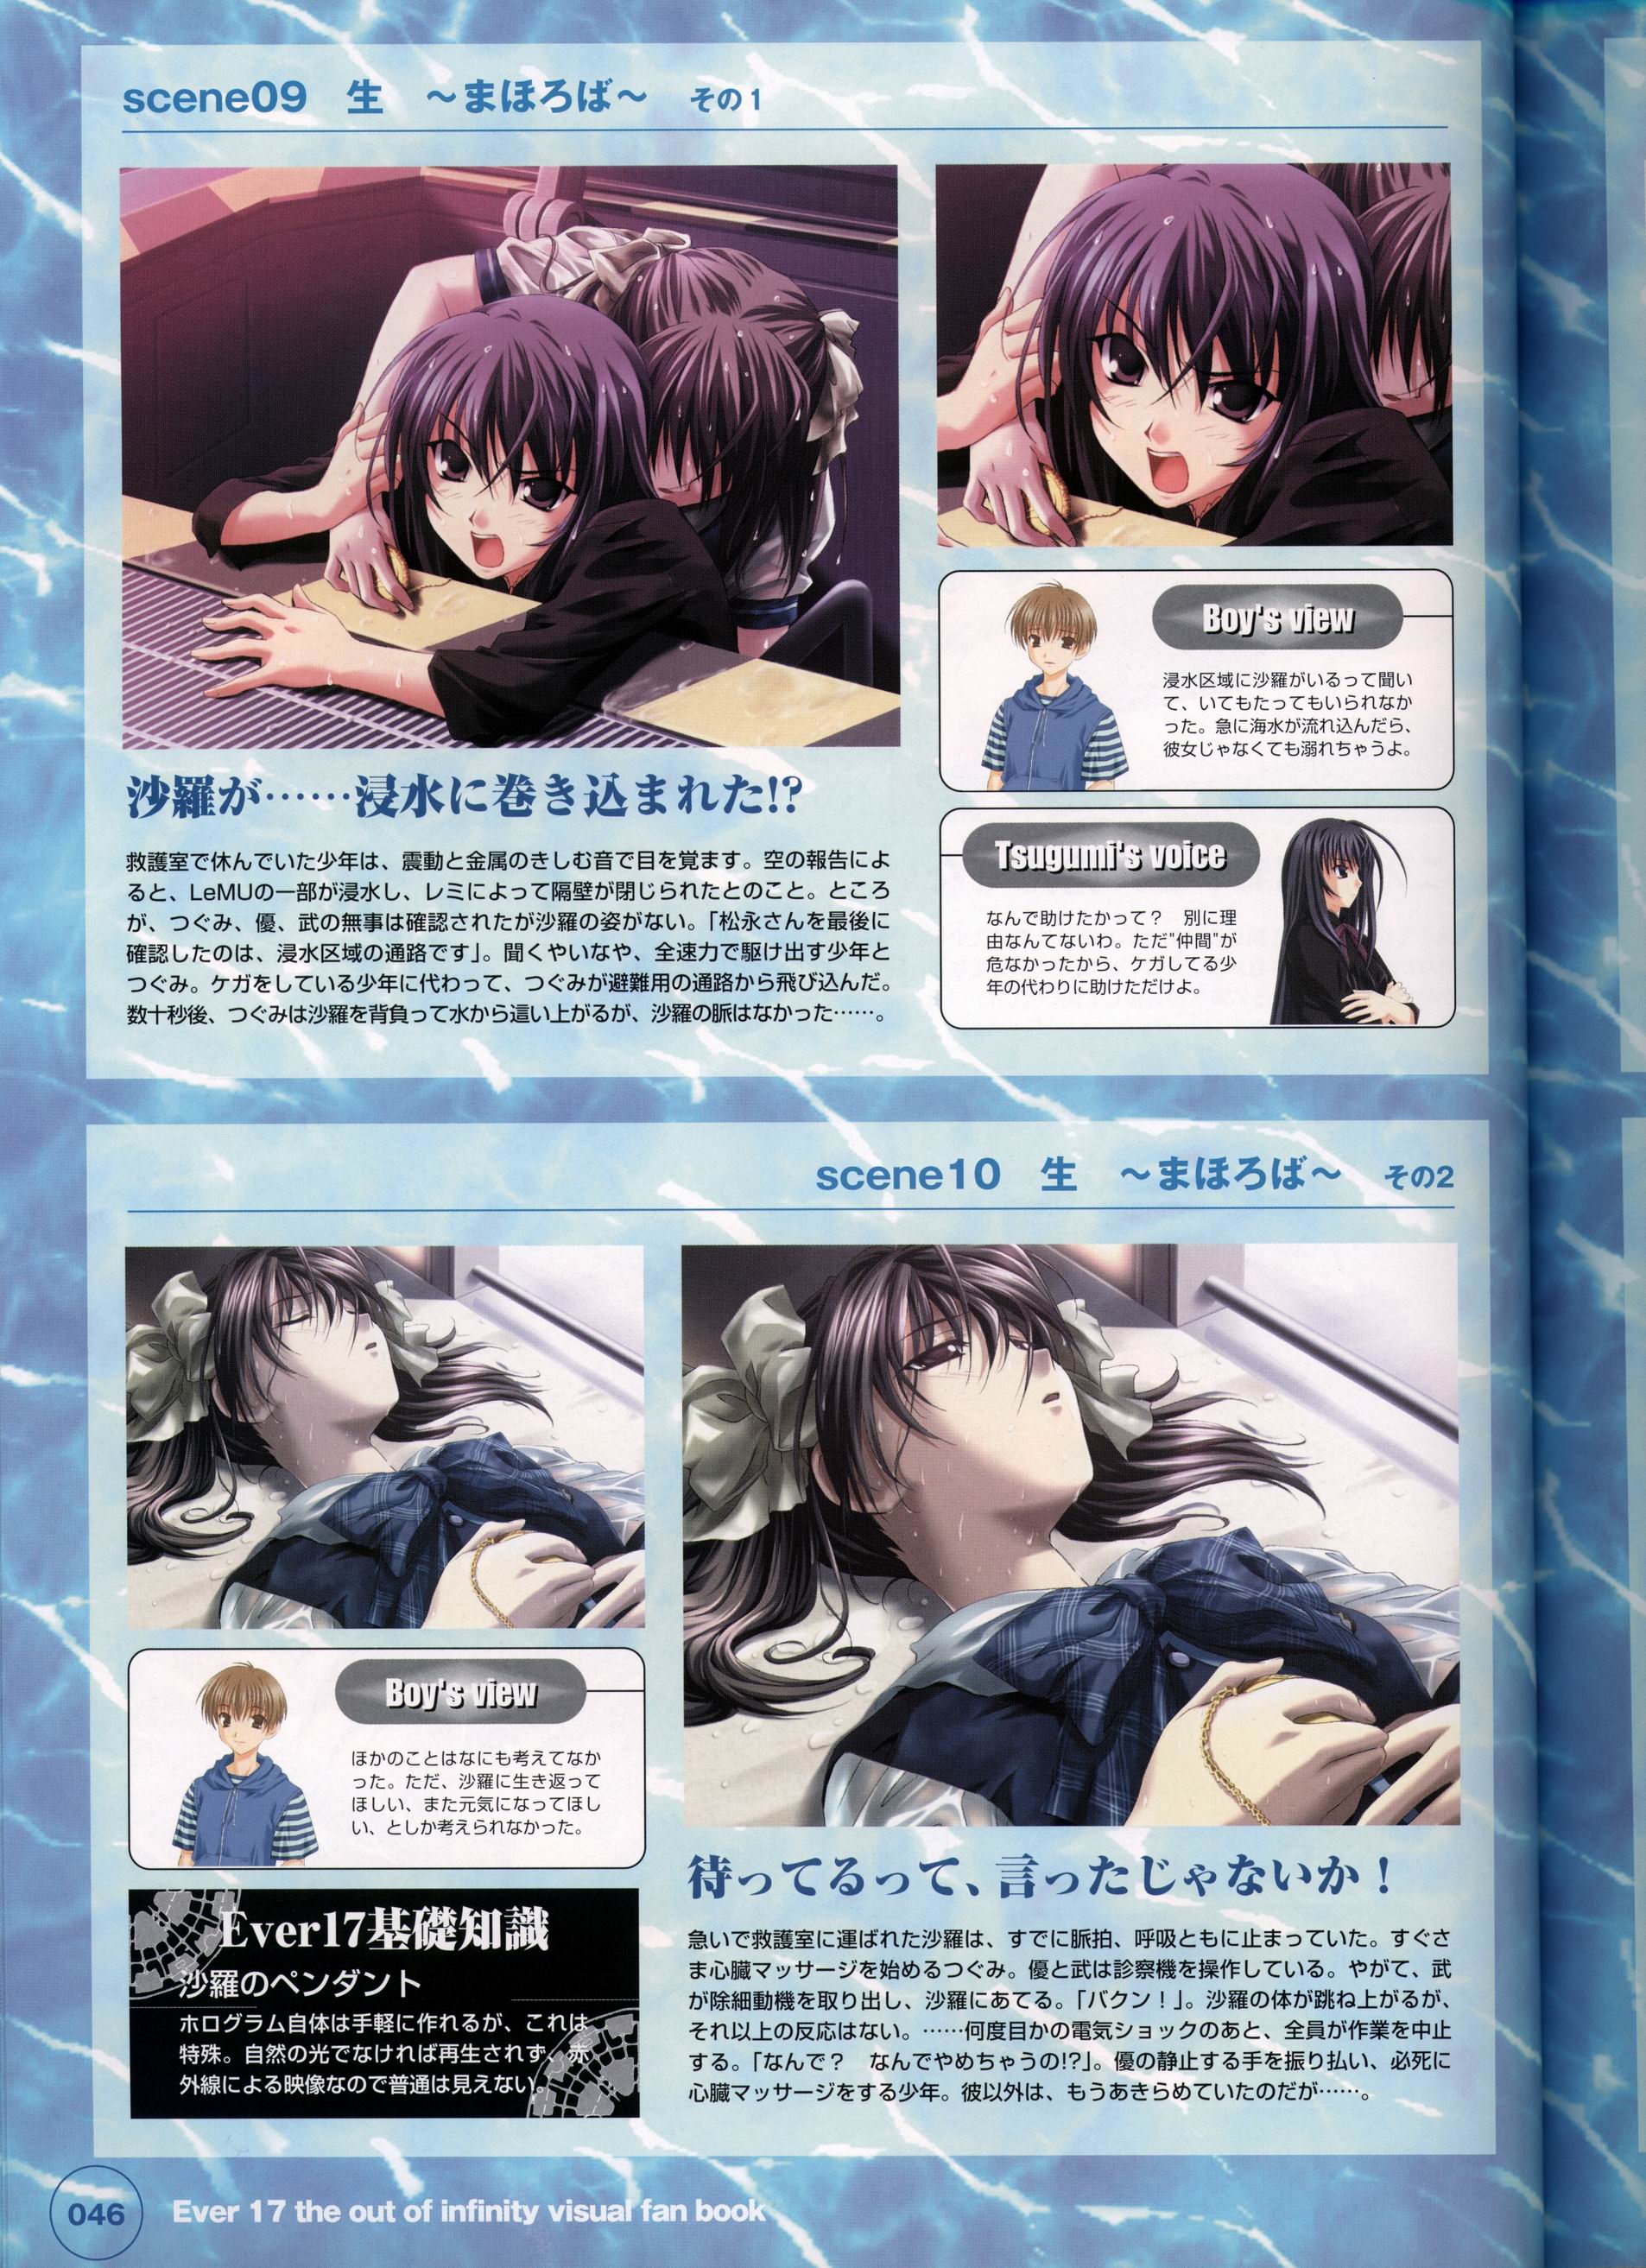 scene09 生 ～まほろば～ その1
沙羅が……浸水に巻き込まれた!?
救護室で休んでいた少年は、震動と金属のきしむ音で目を覚ます。空の報告によ
ると、LeMUの一部が浸水し、レミによって隔壁が閉じられたとのこと。ところ
が、つぐみ、優、武の無事は確認されたが沙羅の姿がない。「松永さんを最後に
確認したのは、浸水区域の通路です」。聞くやいなや、全速力で駆け出す少年と
つぐみ。ケガをしている少年に代わって、つぐみが避難用の通路から飛び込んだ。
数十秒後、つぐみは沙羅を背負って水から這い上がるが、沙羅の脈はなかった……。
Boy's view
浸水区域に沙羅がいるって聞い
て、いてもたってもいられなか
った。急に海水が流れ込んだら、
彼女じゃなくても溺れちゃうよ。
Tsugumi's voice
なんで助けたかって？ 別に理
由なんてないわ。ただ"仲間"が
危なかったから、ケガしてる少
年の代わりに助けただけよ。
scene10 生 ～まほろば～ その2
Boy's view
ほかのことはなにも考えてなか
った。ただ、沙羅に生き返って
ほしい、また元気になってほし
い、としか考えられなかった。
Ever17基礎知識
沙羅のペンダント
ホログラム自体は手軽に作れるが、これは
特殊。自然の光でなければ再生されず、赤
外線による映像なので普通は見えない。
待ってるって、言ったじゃないか！
急いで救護室に運ばれた沙羅は、すでに脈拍、呼吸ともに止まっていた。すぐさ
ま心臓マッサージを始めるつぐみ。優と武は診察機を操作している。やがて、武
が除細動機を取り出し、沙羅にあてる。「バクン！」。沙羅の体が跳ね上がるが、
それ以上の反応はない。……何度目かの電気ショックのあと、全員が作業を中止
する。「なんで？ なんでやめちゃうの!?」。優の静止する手を振り払い、必死に
心臓マッサージをする少年。彼以外は、もうあきらめていたのだが……。
046 Ever 17 the out of infinity visual fan book